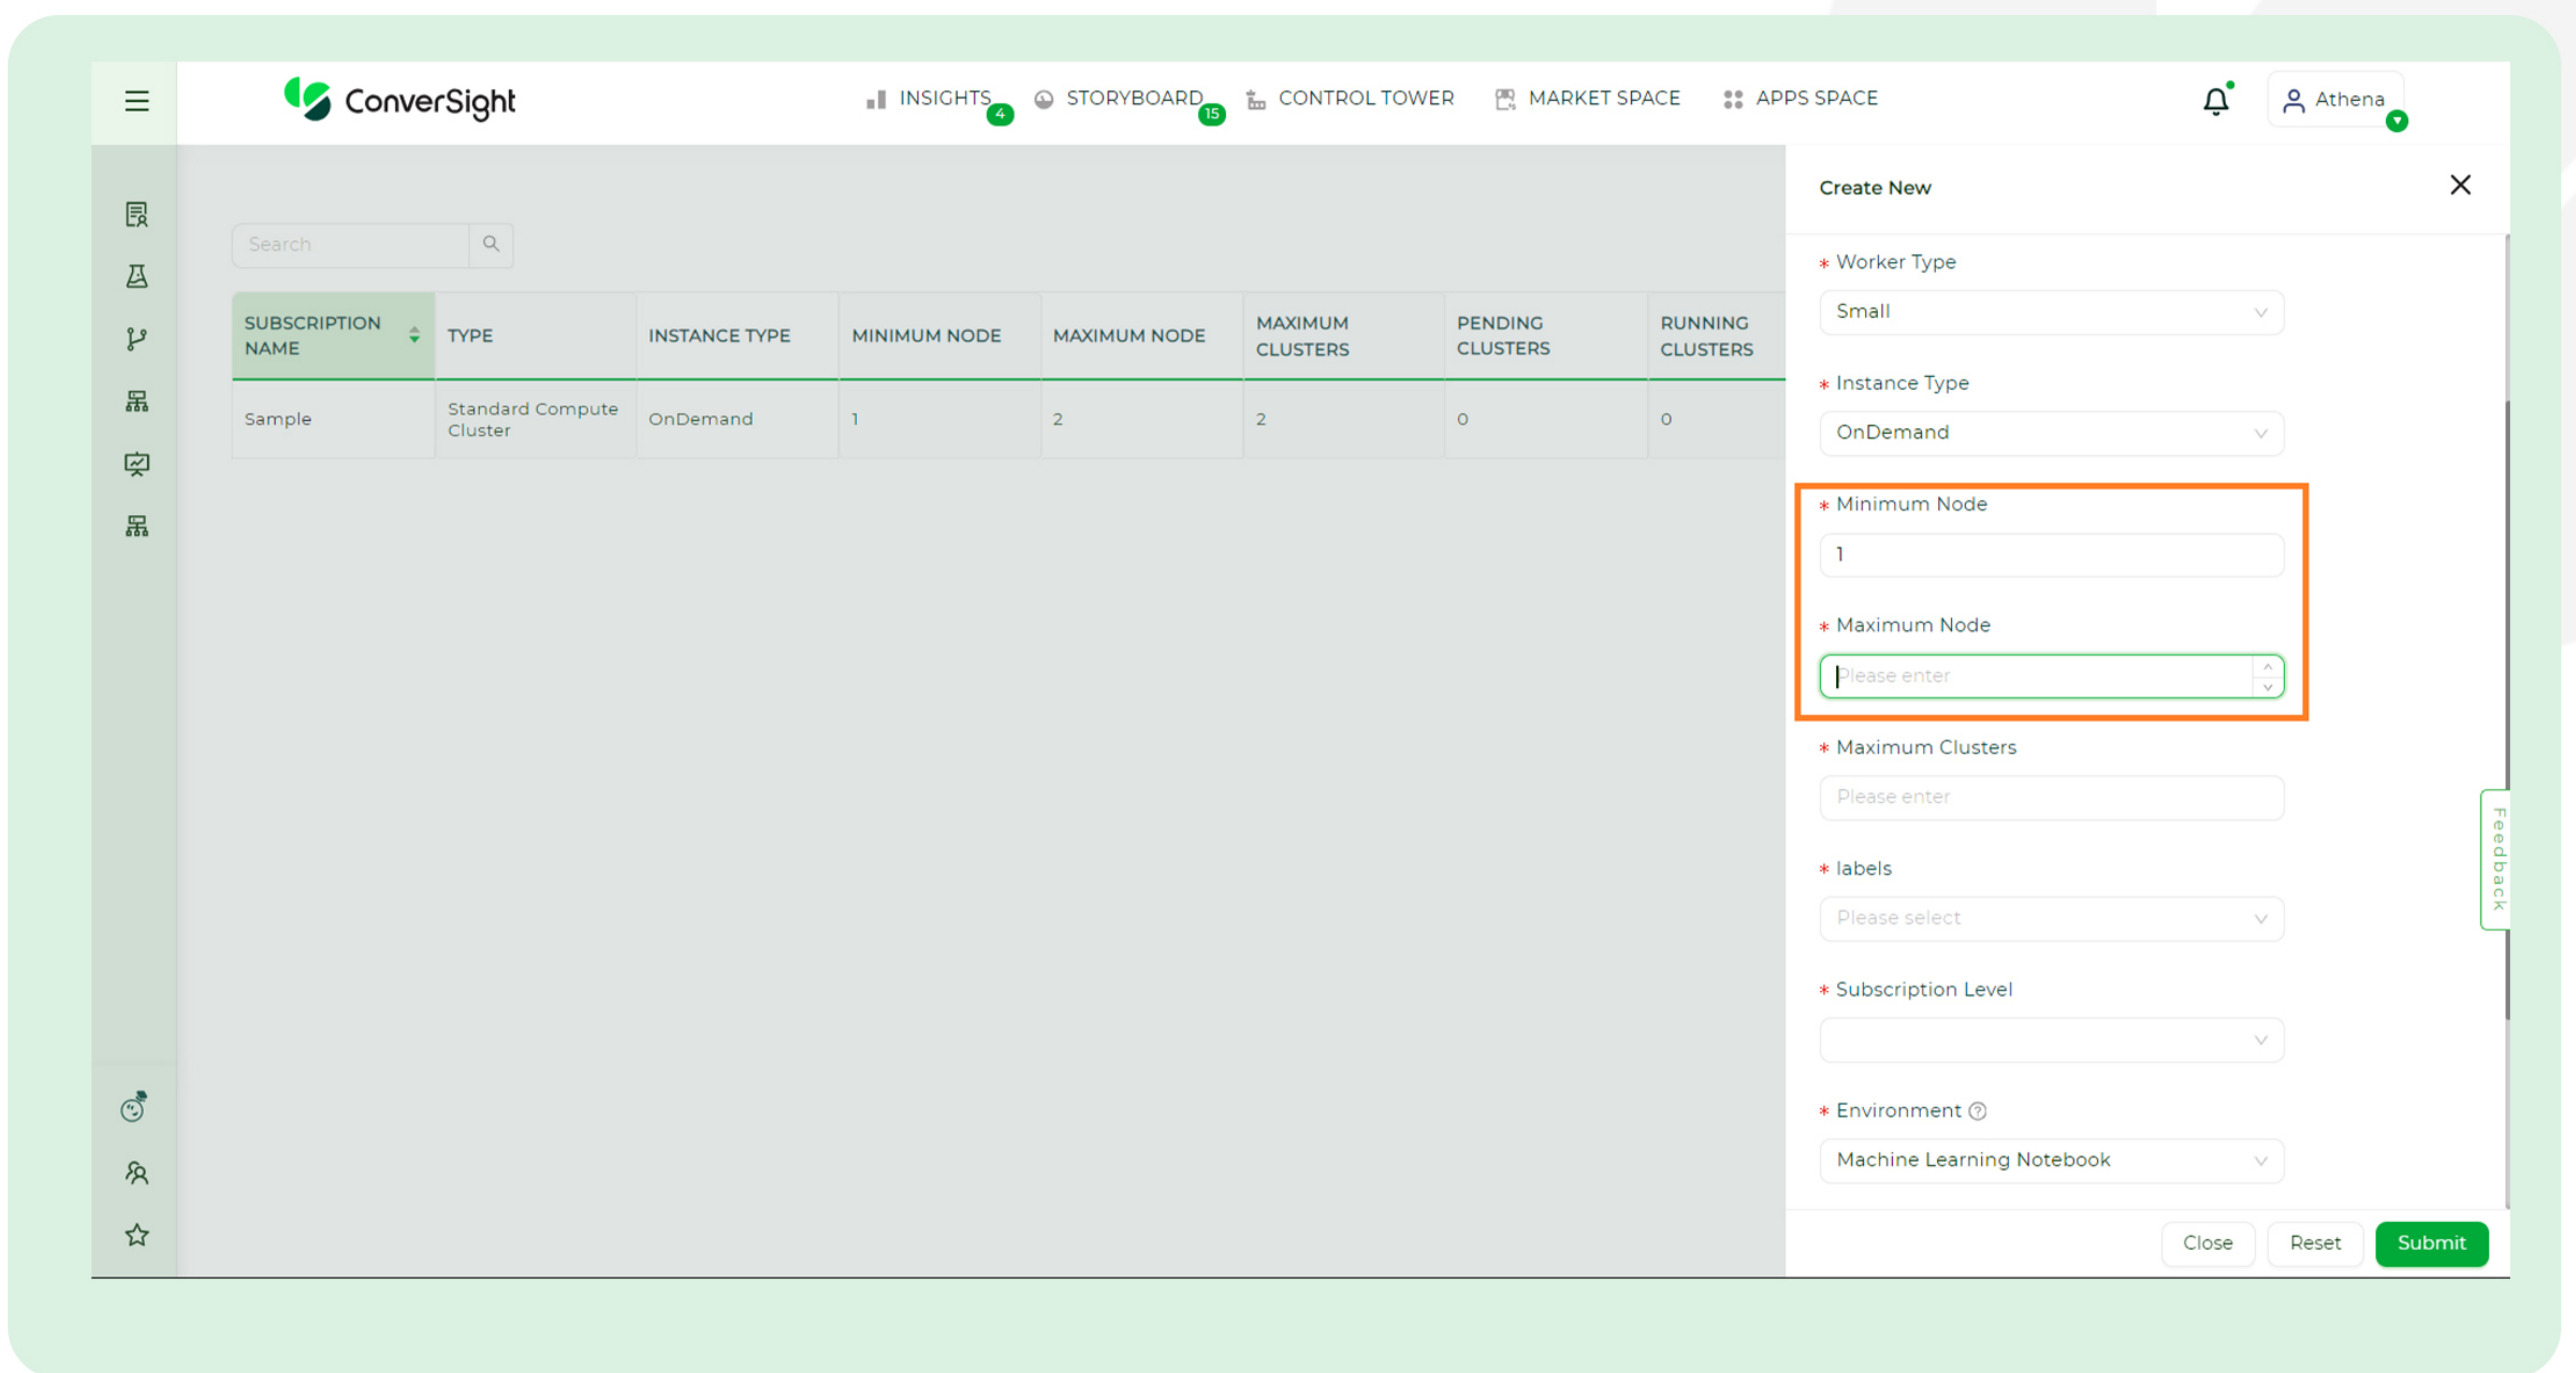 ConverSight
INSIGHTS 4 STORYBOARD 15 CONTROL TOWER MARKET SPACE APPS SPACE
Athena
Search
SUBSCRIPTION NAME TYPE INSTANCE TYPE MINIMUM NODE MAXIMUM NODE MAXIMUM CLUSTERS PENDING CLUSTERS RUNNING CLUSTERS
Sample Standard Compute Cluster OnDemand 1 2 2 0 0
Create New
* Worker Type
Small
* Instance Type
OnDemand
* Minimum Node
1
* Maximum Node
Please enter
* Maximum Clusters
Please enter
* labels
Please select
* Subscription Level
* Environment ?
Machine Learning Notebook
Close Reset Submit
Feedback